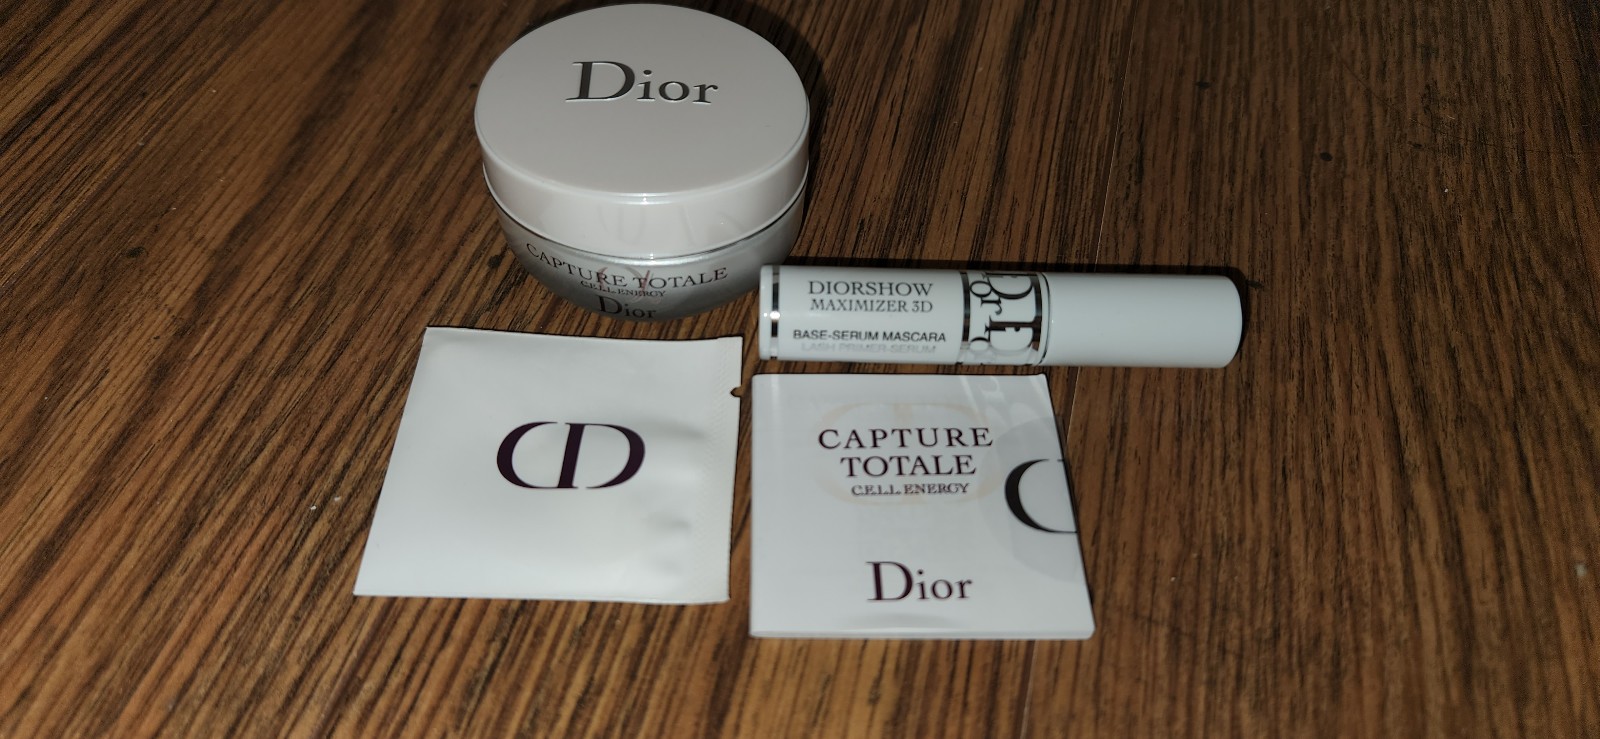 Dior
CAPTURE TOTALE
C.E.L.L. ENERGY
Dior
DIORSHOW
MAXIMIZER 3D
BASE-SERUM MASCARA
LASH PRIMER-SERUM
CD
CAPTURE
TOTALE
C.E.L.L. ENERGY
Dior